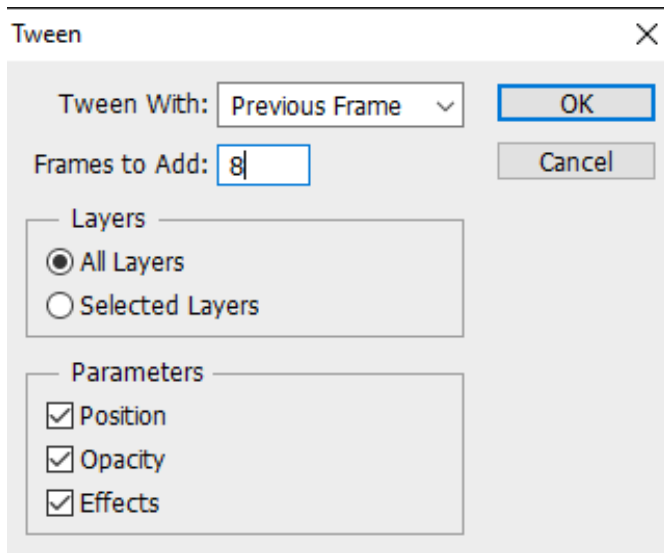 Tween
Tween With: Previous Frame
OK
Frames to Add: 8
Cancel
Layers
All Layers
Selected Layers
Parameters
Position
Opacity
Effects